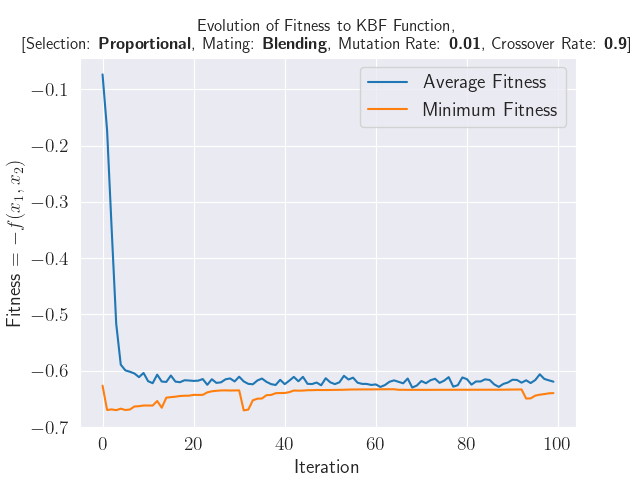 Evolution of Fitness to KBF Function,
[Selection: Proportional, Mating: Blending, Mutation Rate: 0.01, Crossover Rate: 0.9]
Average Fitness
Minimum Fitness
Fitness = −f(x₁, x₂)
−0.1
−0.2
−0.3
−0.4
−0.5
−0.6
−0.7
0 20 40 60 80 100
Iteration